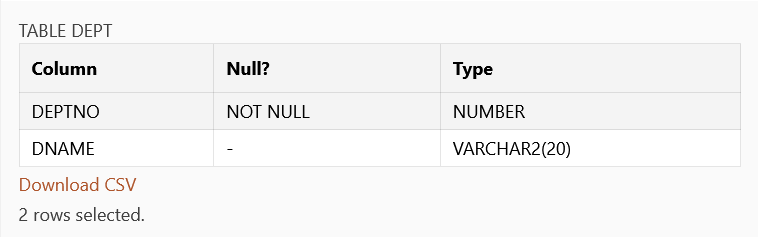 TABLE DEPT
Column Null? Type
DEPTNO NOT NULL NUMBER
DNAME - VARCHAR2(20)
Download CSV
2 rows selected.